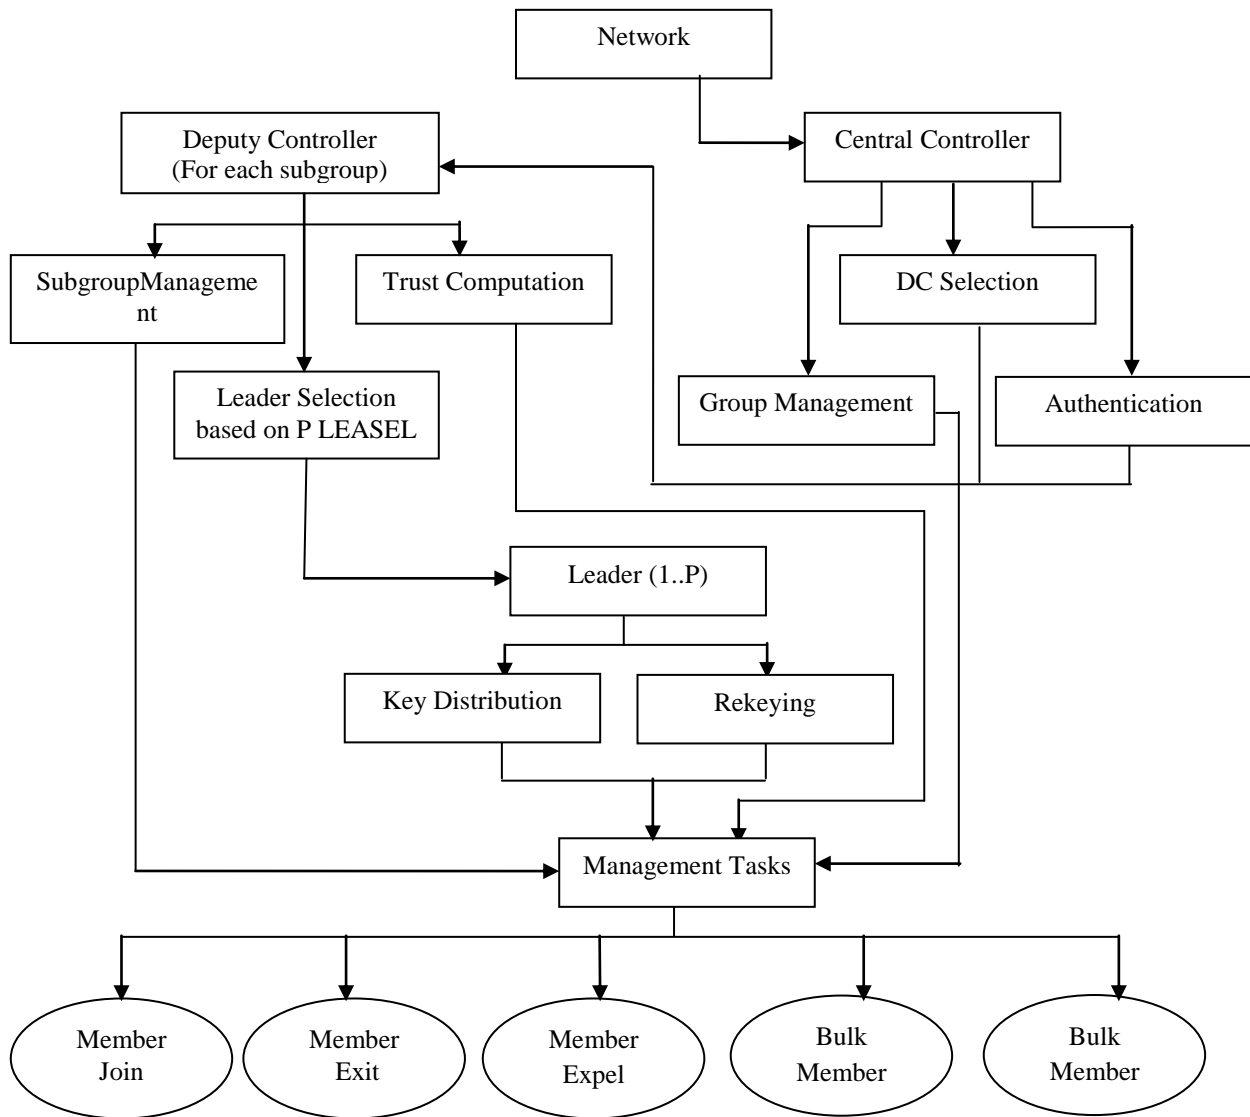 Network
Deputy Controller
(For each subgroup)
Central Controller
SubgroupManageme
nt
Trust Computation
DC Selection
Leader Selection
based on P LEASEL
Group Management
Authentication
Leader (1..P)
Key Distribution
Rekeying
Management Tasks
Member
Join
Member
Exit
Member
Expel
Bulk
Member
Bulk
Member